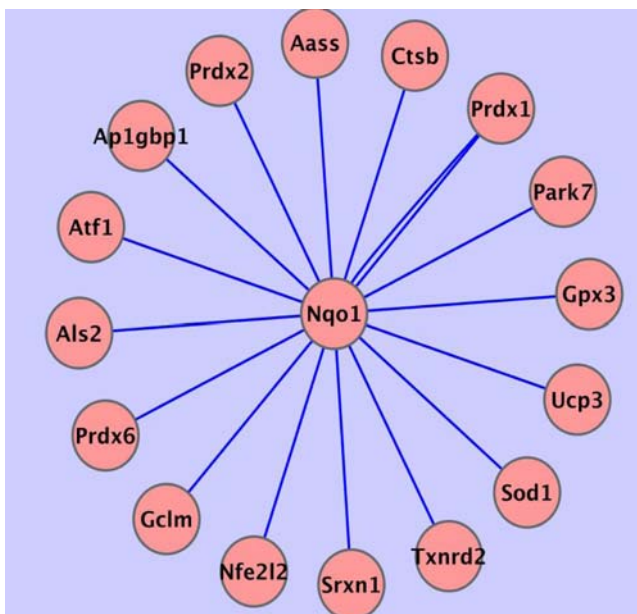 Aass
Ctsb
Prdx2
Prdx1
Ap1gbp1
Park7
Atf1
Gpx3
Nqo1
Als2
Ucp3
Prdx6
Sod1
Gclm
Txnrd2
Nfe2l2
Srxn1